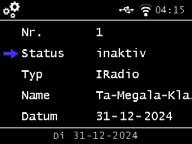 04:15
Nr. 1
Status inaktiv
Typ IRadio
Name Ta-Megala-Kla
Datum 31-12-2024
Di 31-12-2024